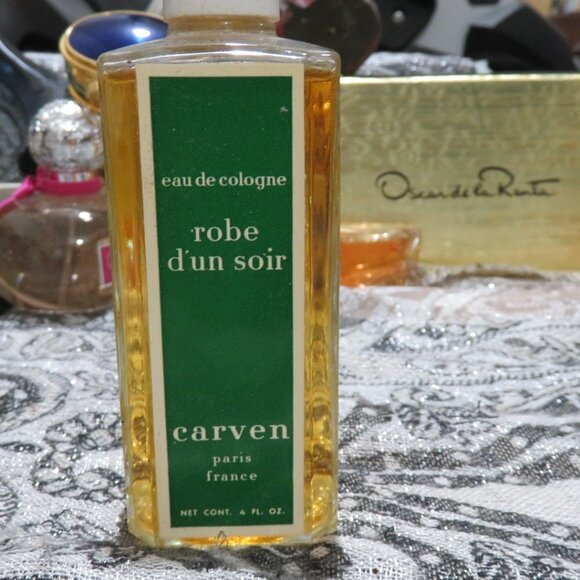 eau de cologne
robe
d'un soir
carven
paris
france
NET CONT. 4 FL. OZ.
Oscar de la Renta